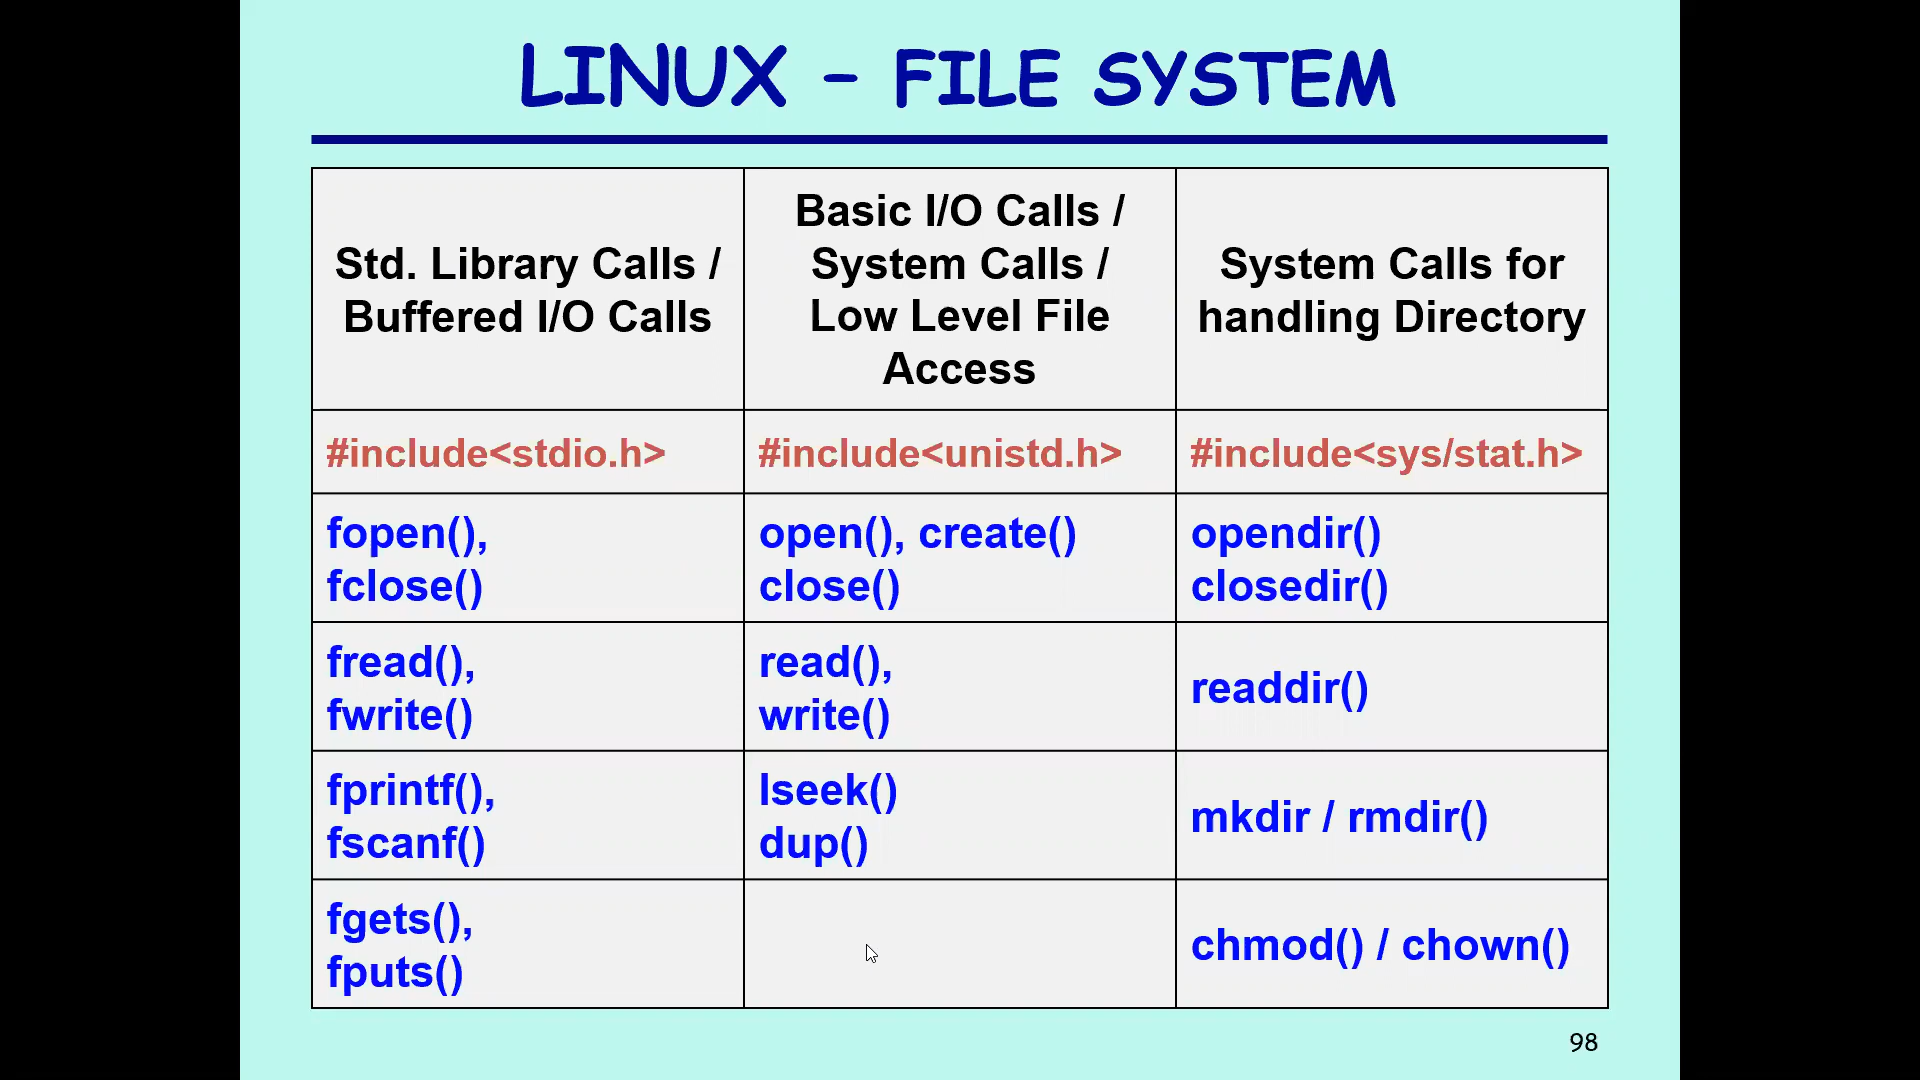 LINUX – FILE SYSTEM
Std. Library Calls /
Buffered I/O Calls
Basic I/O Calls /
System Calls /
Low Level File
Access
System Calls for
handling Directory
#include<stdio.h>
#include<unistd.h>
#include<sys/stat.h>
fopen(),
fclose()
open(), create()
close()
opendir()
closedir()
fread(),
fwrite()
read(),
write()
readdir()
fprintf(),
fscanf()
lseek()
dup()
mkdir / rmdir()
fgets(),
fputs()
chmod() / chown()
98